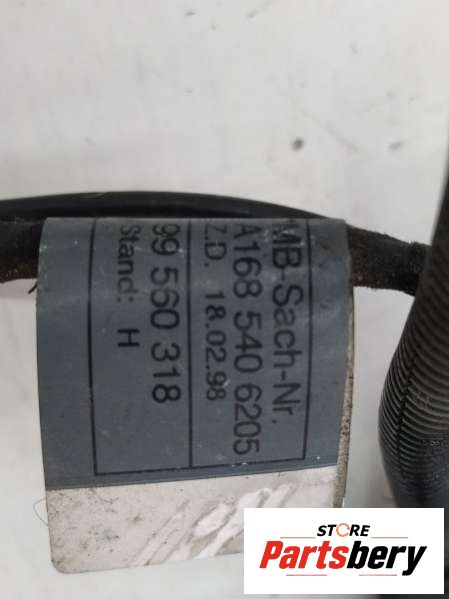 MB-Sach-Nr.
A168 540 6205
Z.D. 18.02.98
99 560 318
Stand: H
STORE
Partsbery